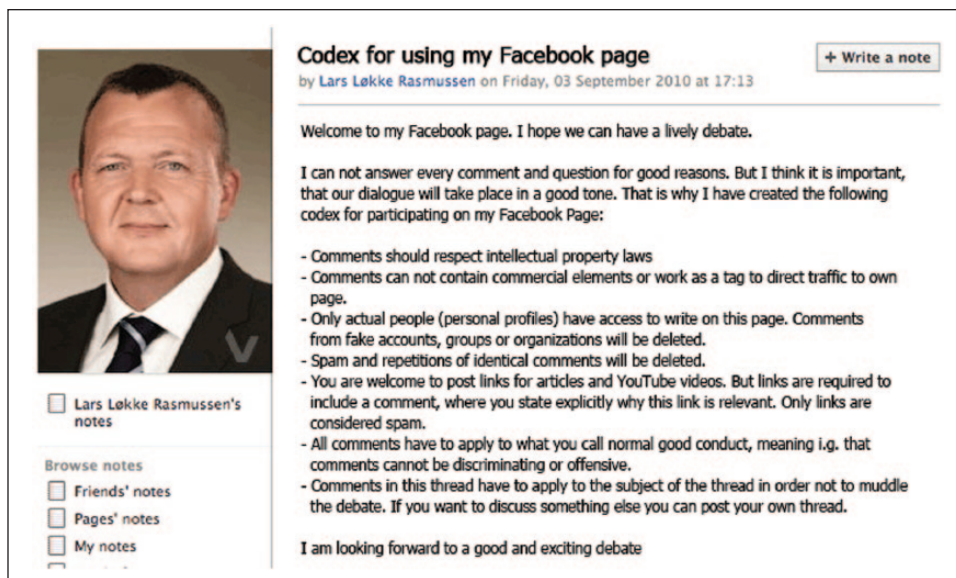 Codex for using my Facebook page
+ Write a note
by Lars Løkke Rasmussen on Friday, 03 September 2010 at 17:13
Welcome to my Facebook page. I hope we can have a lively debate.
I can not answer every comment and question for good reasons. But I think it is important,
that our dialogue will take place in a good tone. That is why I have created the following
codex for participating on my Facebook Page:
- Comments should respect intellectual property laws
- Comments can not contain commercial elements or work as a tag to direct traffic to own
page.
- Only actual people (personal profiles) have access to write on this page. Comments
from fake accounts, groups or organizations will be deleted.
- Spam and repetitions of identical comments will be deleted.
- You are welcome to post links for articles and YouTube videos. But links are required to
include a comment, where you state explicitly why this link is relevant. Only links are
considered spam.
- All comments have to apply to what you call normal good conduct, meaning i.g. that
comments cannot be discriminating or offensive.
- Comments in this thread have to apply to the subject of the thread in order not to muddle
the debate. If you want to discuss something else you can post your own thread.
I am looking forward to a good and exciting debate
V
Lars Løkke Rasmussen's
notes
Browse notes
Friends' notes
Pages' notes
My notes